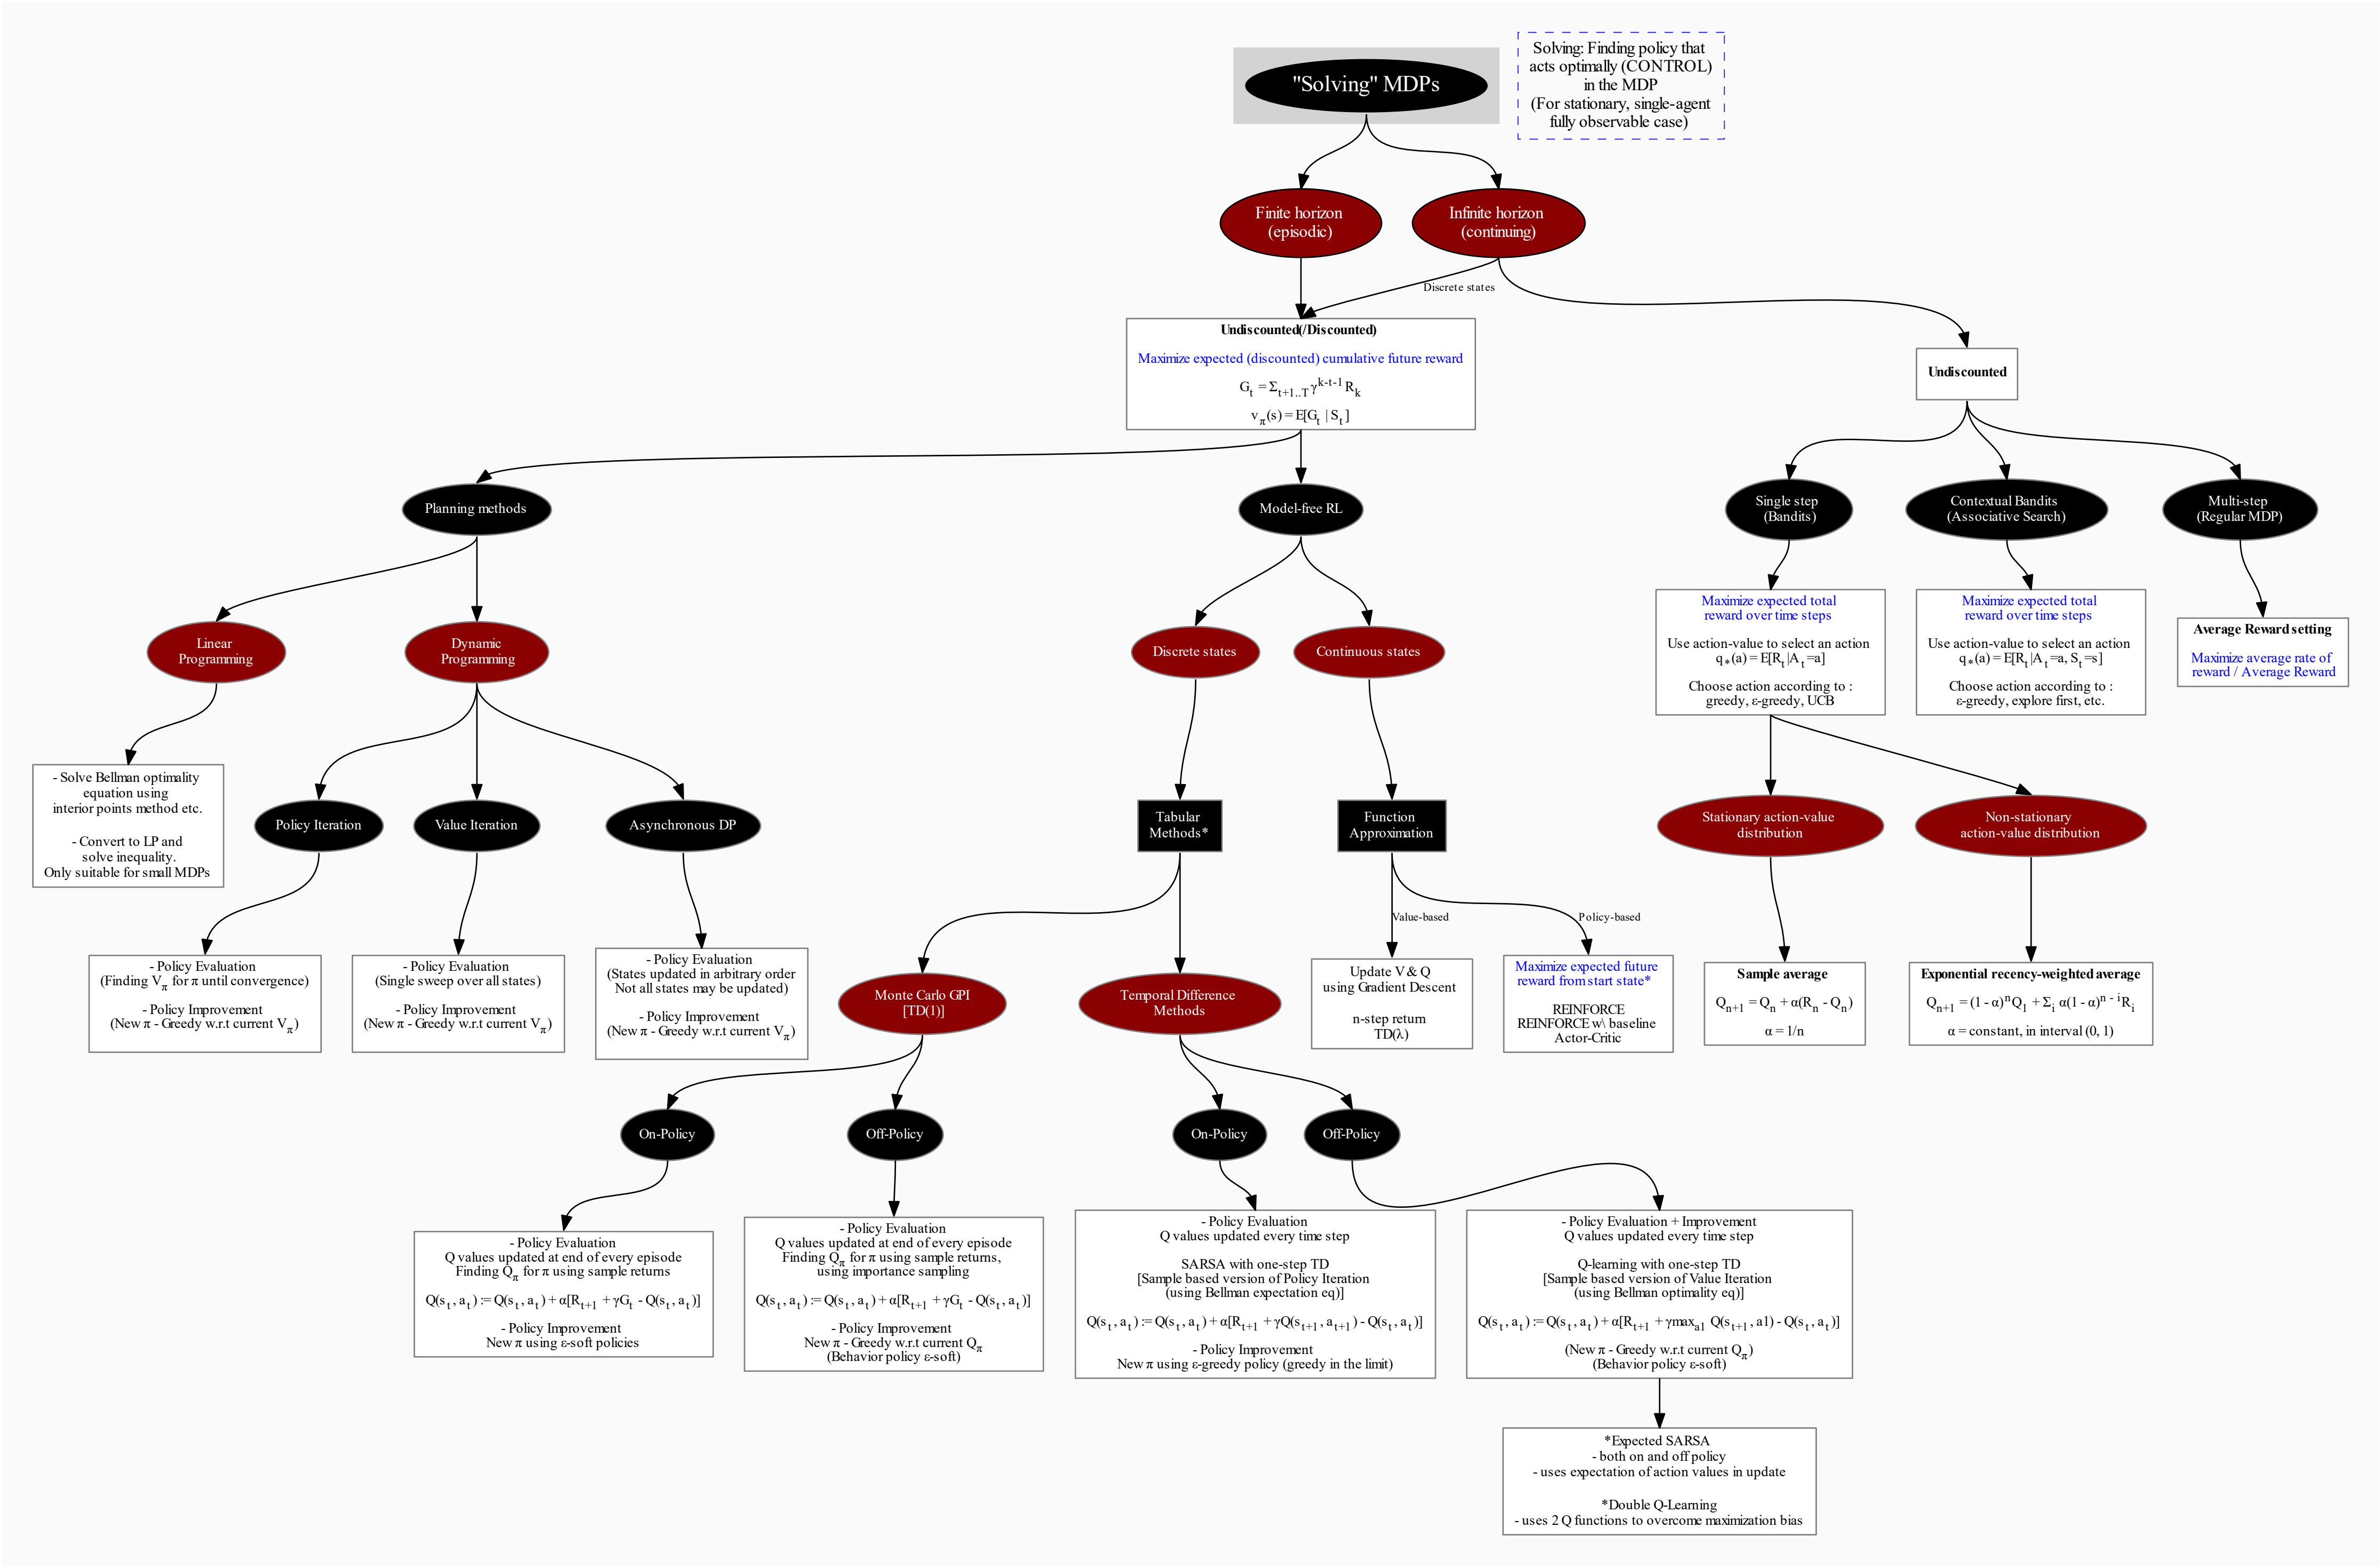 "Solving" MDPs
Solving: Finding policy that
acts optimally (CONTROL)
in the MDP
(For stationary, single-agent
fully observable case)
Finite horizon
(episodic)
Infinite horizon
(continuing)
Discrete states
Undiscounted(/Discounted)
Maximize expected (discounted) cumulative future reward
G_t = Σ_{t+1..T} γ^{k-t-1} R_k
v_π(s) = E[G_t | S_t]
Undiscounted
Planning methods
Model-free RL
Single step
(Bandits)
Contextual Bandits
(Associative Search)
Multi-step
(Regular MDP)
Linear
Programming
Dynamic
Programming
Discrete states
Continuous states
Maximize expected total
reward over time steps
Use action-value to select an action
q_*(a) = E[R_t|A_t=a]
Choose action according to :
greedy, ε-greedy, UCB
Maximize expected total
reward over time steps
Use action-value to select an action
q_*(a) = E[R_t|A_t=a, S_t=s]
Choose action according to :
ε-greedy, explore first, etc.
Average Reward setting
Maximize average rate of
reward / Average Reward
- Solve Bellman optimality
equation using
interior points method etc.
- Convert to LP and
solve inequality.
Only suitable for small MDPs
Policy Iteration
Value Iteration
Asynchronous DP
Tabular
Methods*
Function
Approximation
Stationary action-value
distribution
Non-stationary
action-value distribution
Value-based
Policy-based
- Policy Evaluation
(Finding V_π for π until convergence)
- Policy Improvement
(New π - Greedy w.r.t current V_π)
- Policy Evaluation
(Single sweep over all states)
- Policy Improvement
(New π - Greedy w.r.t current V_π)
- Policy Evaluation
(States updated in arbitrary order
Not all states may be updated)
- Policy Improvement
(New π - Greedy w.r.t current V_π)
Monte Carlo GPI
[TD(1)]
Temporal Difference
Methods
Update V & Q
using Gradient Descent
n-step return
TD(λ)
Maximize expected future
reward from start state*
REINFORCE
REINFORCE w\ baseline
Actor-Critic
Sample average
Q_{n+1} = Q_n + α(R_n - Q_n)
α = 1/n
Exponential recency-weighted average
Q_{n+1} = (1 - α)^n Q_1 + Σ_i α(1 - α)^{n - i} R_i
α = constant, in interval (0, 1)
On-Policy
Off-Policy
On-Policy
Off-Policy
- Policy Evaluation
Q values updated at end of every episode
Finding Q_π for π using sample returns
Q(s_t, a_t) := Q(s_t, a_t) + α[R_{t+1} + γG_t - Q(s_t, a_t)]
- Policy Improvement
New π using ε-soft policies
- Policy Evaluation
Q values updated at end of every episode
Finding Q_π for π using sample returns,
using importance sampling
Q(s_t, a_t) := Q(s_t, a_t) + α[R_{t+1} + γG_t - Q(s_t, a_t)]
- Policy Improvement
New π - Greedy w.r.t current Q_π
(Behavior policy ε-soft)
- Policy Evaluation
Q values updated every time step
SARSA with one-step TD
[Sample based version of Policy Iteration
(using Bellman expectation eq)]
Q(s_t, a_t) := Q(s_t, a_t) + α[R_{t+1} + γQ(s_{t+1}, a_{t+1}) - Q(s_t, a_t)]
- Policy Improvement
New π using ε-greedy policy (greedy in the limit)
- Policy Evaluation + Improvement
Q values updated every time step
Q-learning with one-step TD
[Sample based version of Value Iteration
(using Bellman optimality eq)]
Q(s_t, a_t) := Q(s_t, a_t) + α[R_{t+1} + γmax_{a1} Q(s_{t+1}, a1) - Q(s_t, a_t)]
(New π - Greedy w.r.t current Q_π)
(Behavior policy ε-soft)
*Expected SARSA
- both on and off policy
- uses expectation of action values in update
*Double Q-Learning
- uses 2 Q functions to overcome maximization bias